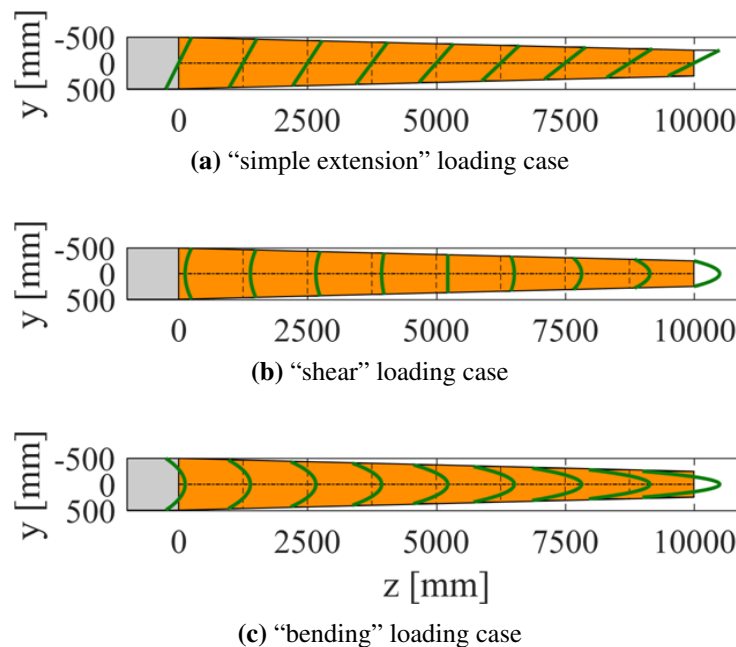 y [mm]
-500
0
500
0 2500 5000 7500 10000
(a) “simple extension” loading case
y [mm]
-500
0
500
0 2500 5000 7500 10000
(b) “shear” loading case
y [mm]
-500
0
500
0 2500 5000 7500 10000
z [mm]
(c) “bending” loading case